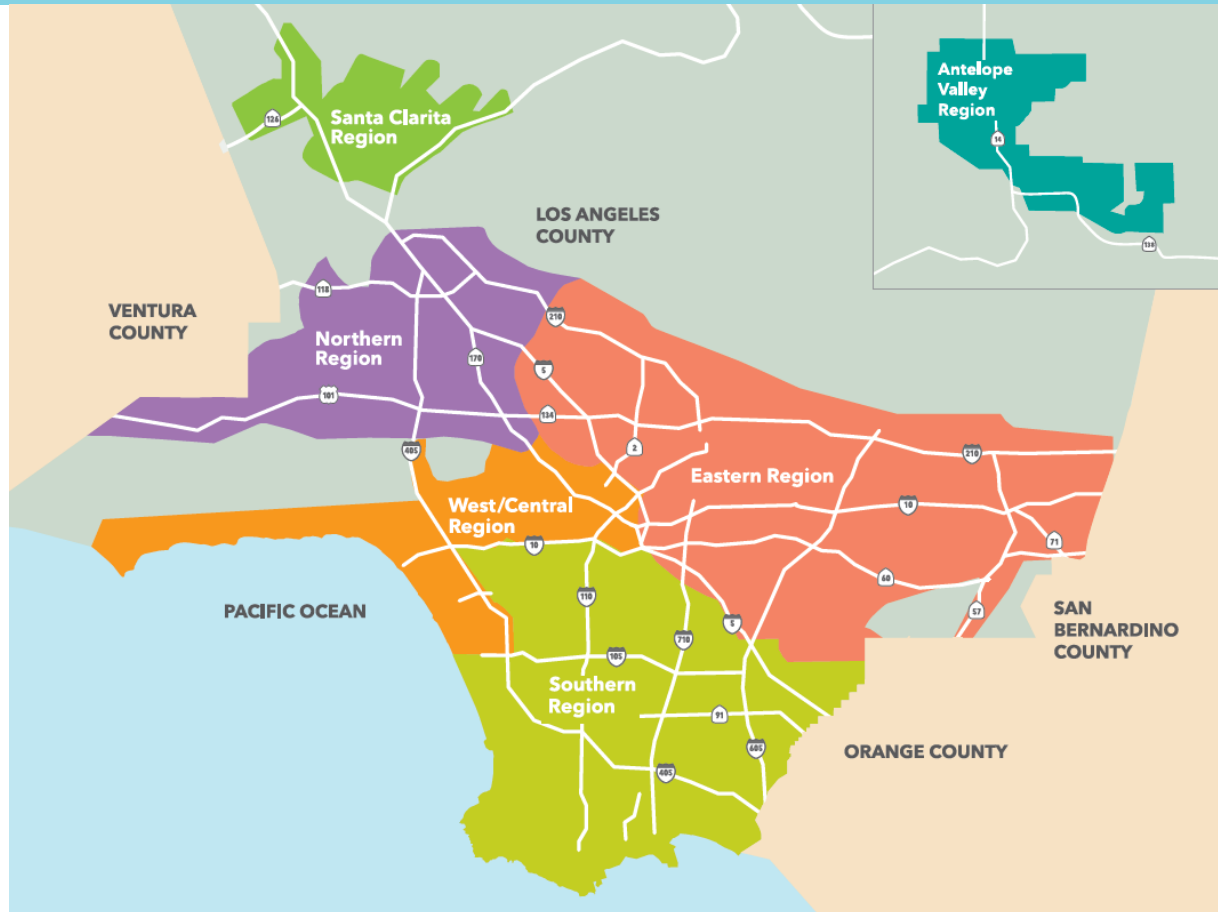 Antelope
Valley
Region
14
138
Santa Clarita
Region
126
LOS ANGELES
COUNTY
VENTURA
COUNTY
118
210
Northern
Region
170
5
101
134
405
2
210
Eastern Region
West/Central
Region
10
10
71
60
PACIFIC OCEAN
110
57
SAN
BERNARDINO
COUNTY
5
710
105
Southern
Region
91
605
ORANGE COUNTY
405